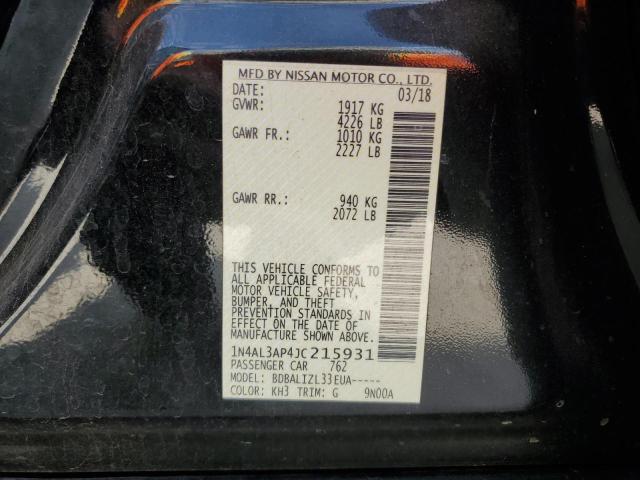 MFD BY NISSAN MOTOR CO., LTD.
DATE: 03/18
GVWR: 1917 KG
4226 LB
GAWR FR.: 1010 KG
2227 LB
GAWR RR.: 940 KG
2072 LB
THIS VEHICLE CONFORMS TO
ALL APPLICABLE FEDERAL
MOTOR VEHICLE SAFETY,
BUMPER, AND THEFT
PREVENTION STANDARDS IN
EFFECT ON THE DATE OF
MANUFACTURE SHOWN ABOVE.
1N4AL3AP4JC215931
PASSENGER CAR 762
MODEL: BDBALIZL33EUA-----
COLOR: KH3 TRIM: G 9N00A